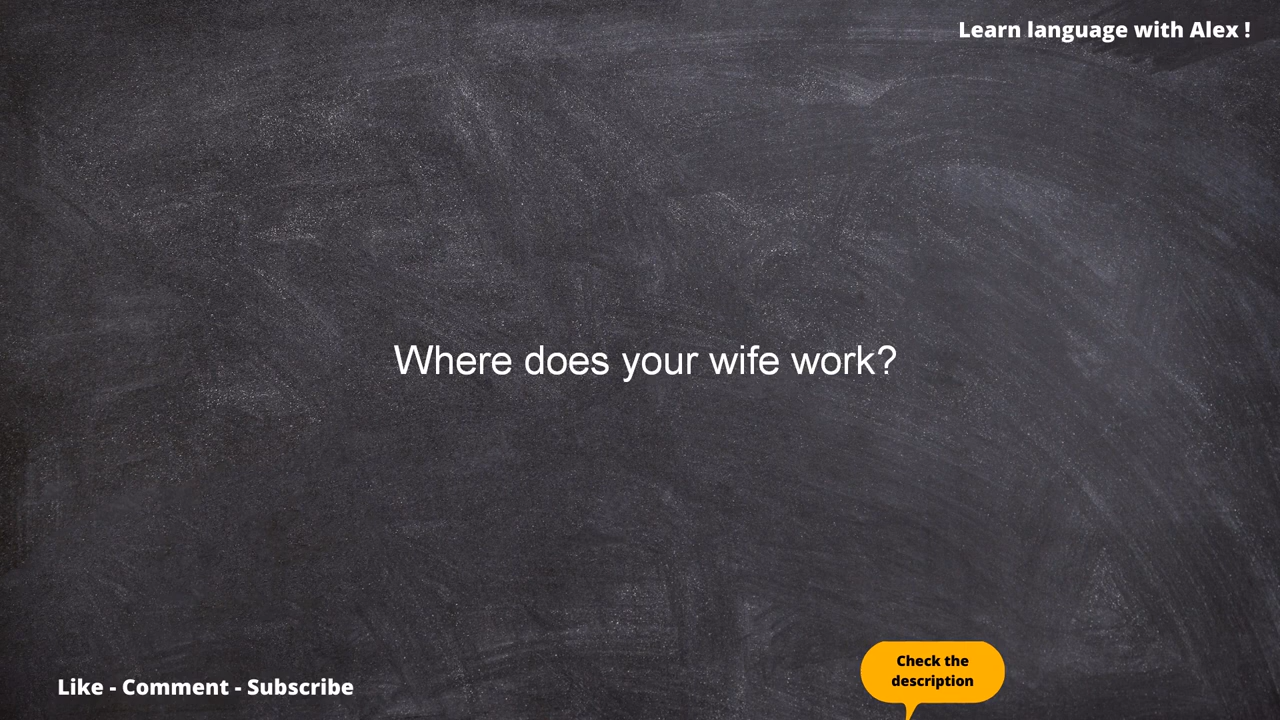 Learn language with Alex !
Where does your wife work?
Check the
description
Like - Comment - Subscribe